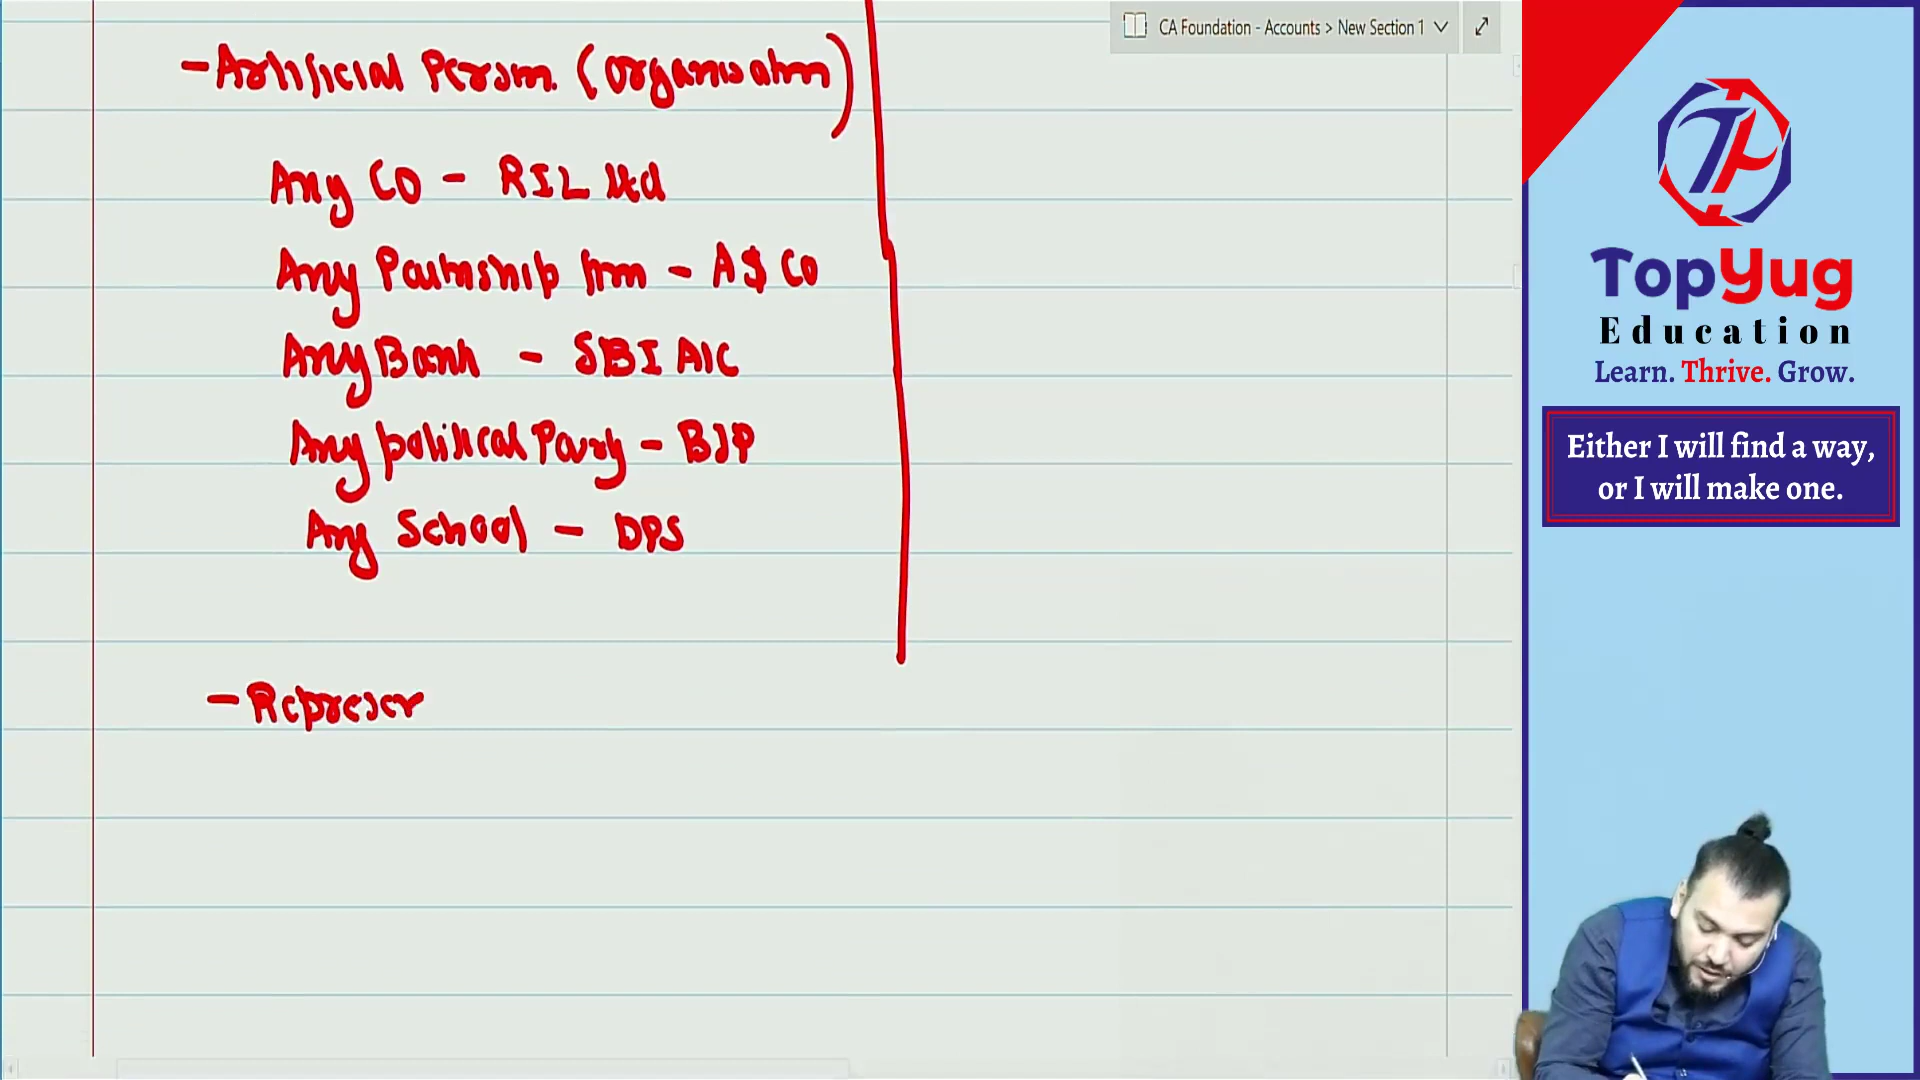 CA Foundation - Accounts > New Section 1
- Artificial Person. (Organisation)
Any CO - RIL Ltd
Any Partnership firm - A $ CO
Any Bank - SBI A/C
Any political Party - BJP
Any School - DPS
- Represen
TopYug
Education
Learn. Thrive. Grow.
Either I will find a way,
or I will make one.